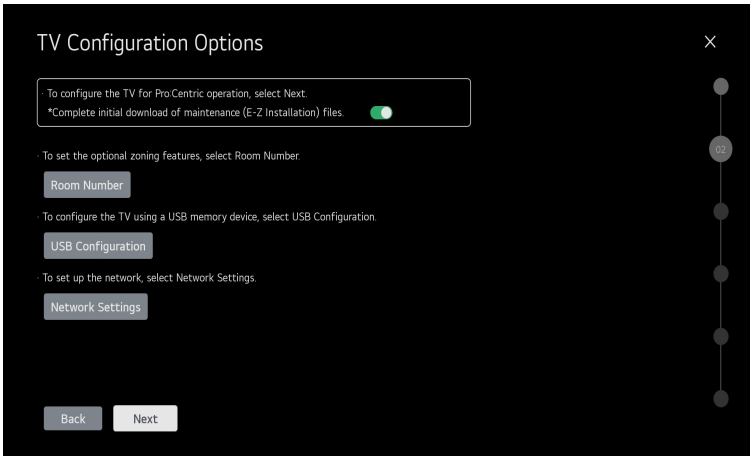 TV Configuration Options
X
· To configure the TV for Pro:Centric operation, select Next.
*Complete initial download of maintenance (E-Z Installation) files.
02
· To set the optional zoning features, select Room Number.
Room Number
· To configure the TV using a USB memory device, select USB Configuration.
USB Configuration
· To set up the network, select Network Settings.
Network Settings
Back
Next